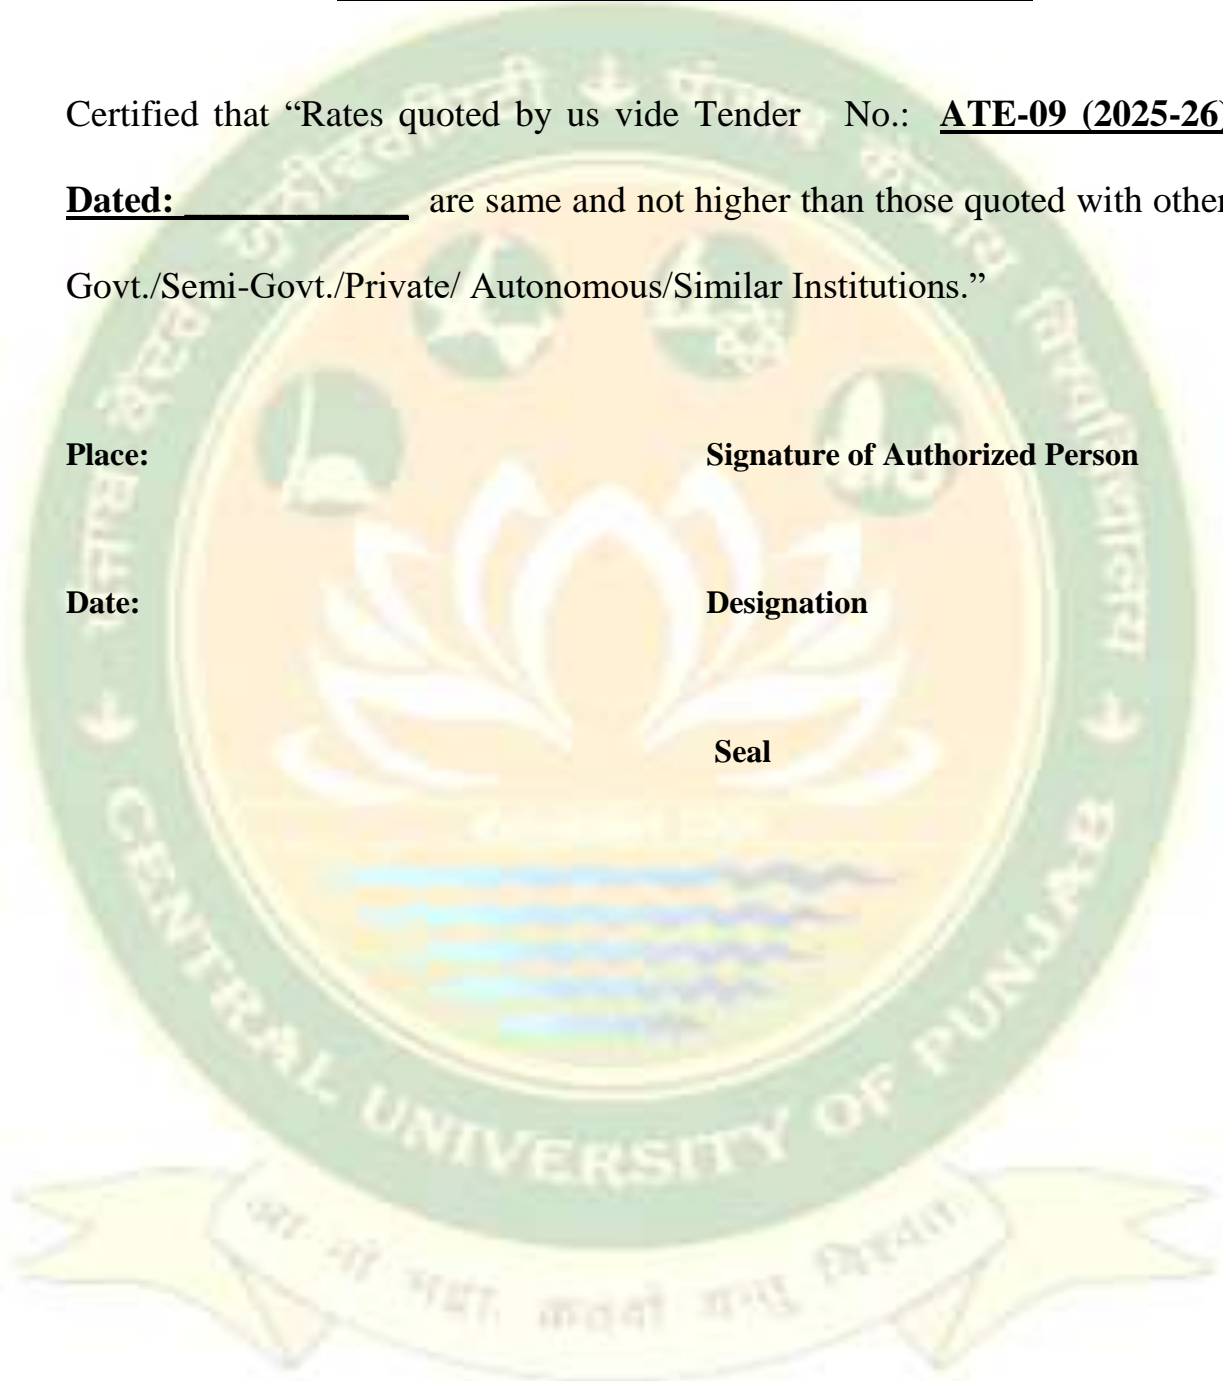 Certified that “Rates quoted by us vide Tender No.: ATE-09 (2025-26)
Dated: ____________ are same and not higher than those quoted with other
Govt./Semi-Govt./Private/ Autonomous/Similar Institutions.”
Place: Signature of Authorized Person
Date: Designation
Seal
पंजाब केन्द्रीय विश्वविद्यालय
CENTRAL UNIVERSITY OF PUNJAB